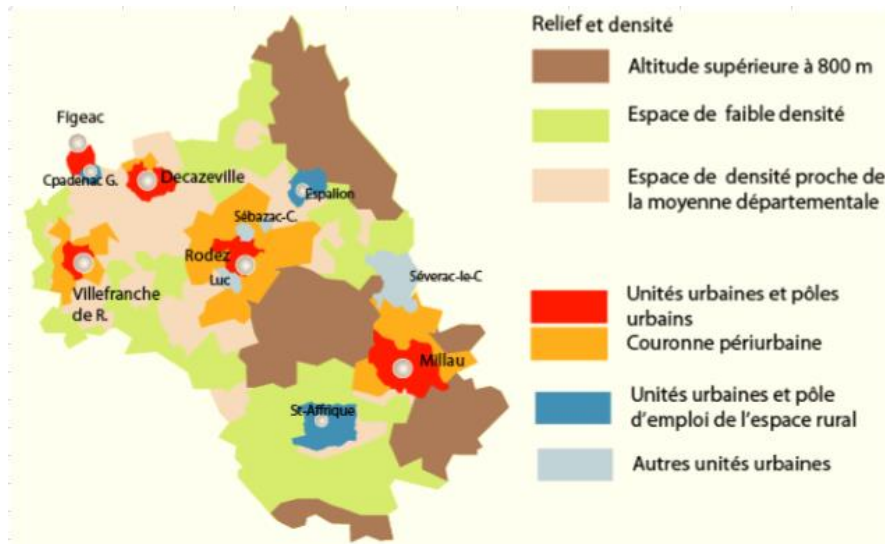 Relief et densité
Altitude supérieure à 800 m
Figeac
Espace de faible densité
Cpadenac G.
Decazeville
Espace de densité proche de
la moyenne départementale
Espalion
Sébazac-C.
Rodez
Luc
Séverac-le-C
Villefranche
de R.
Unités urbaines et pôles
urbains
Couronne périurbaine
Millau
Unités urbaines et pôle
d'emploi de l'espace rural
St-Affrique
Autres unités urbaines